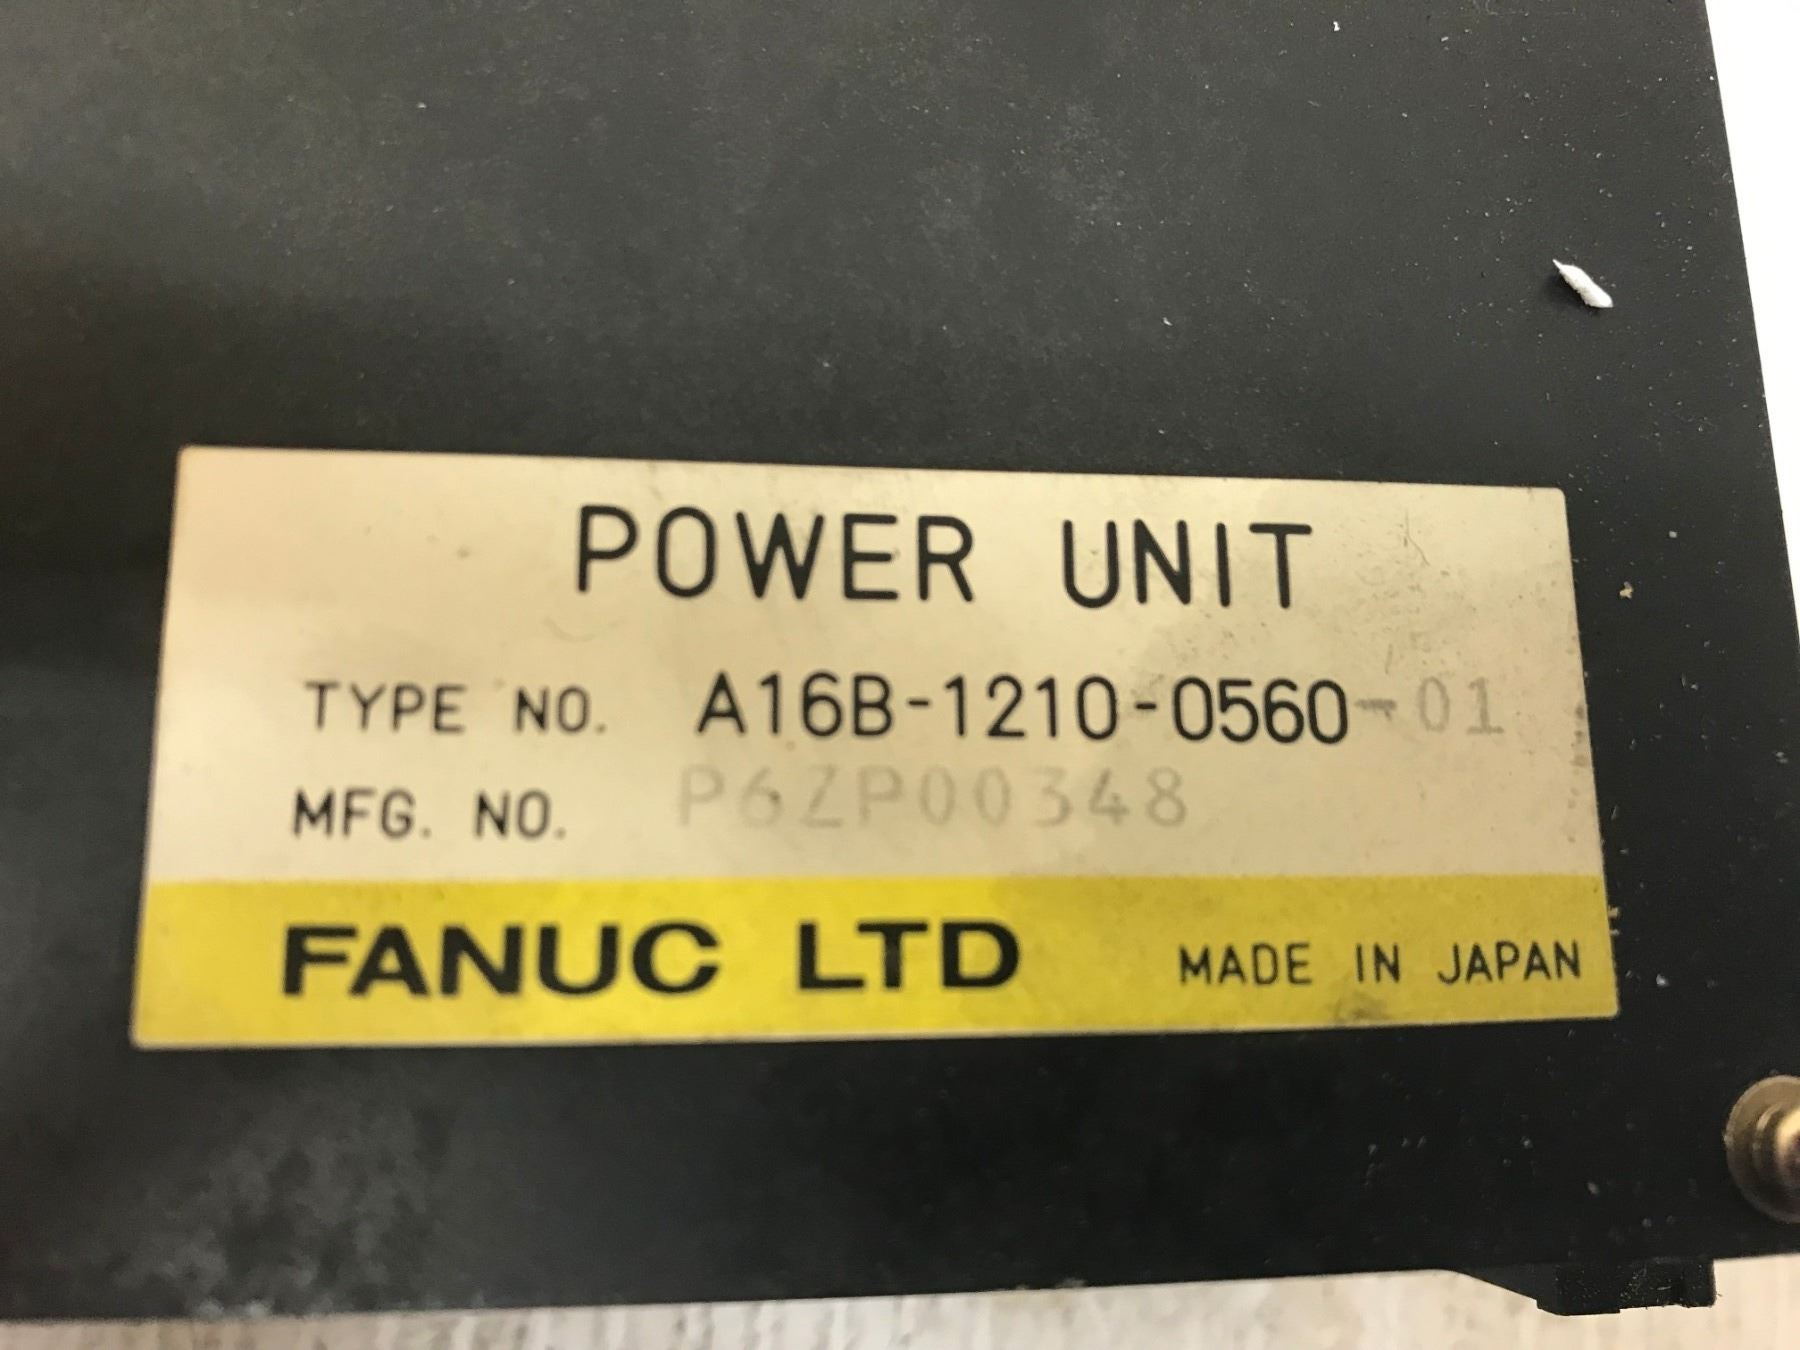 POWER UNIT
TYPE NO. A16B-1210-0560-01
MFG. NO. P6ZP00348
FANUC LTD MADE IN JAPAN